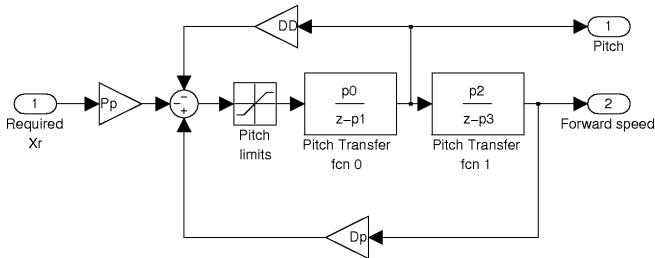 DD
1
Pitch
1
Required
Xr
Pp
-
-
+
Pitch
limits
p0
z-p1
Pitch Transfer
fcn 0
p2
z-p3
Pitch Transfer
fcn 1
2
Forward speed
Dp